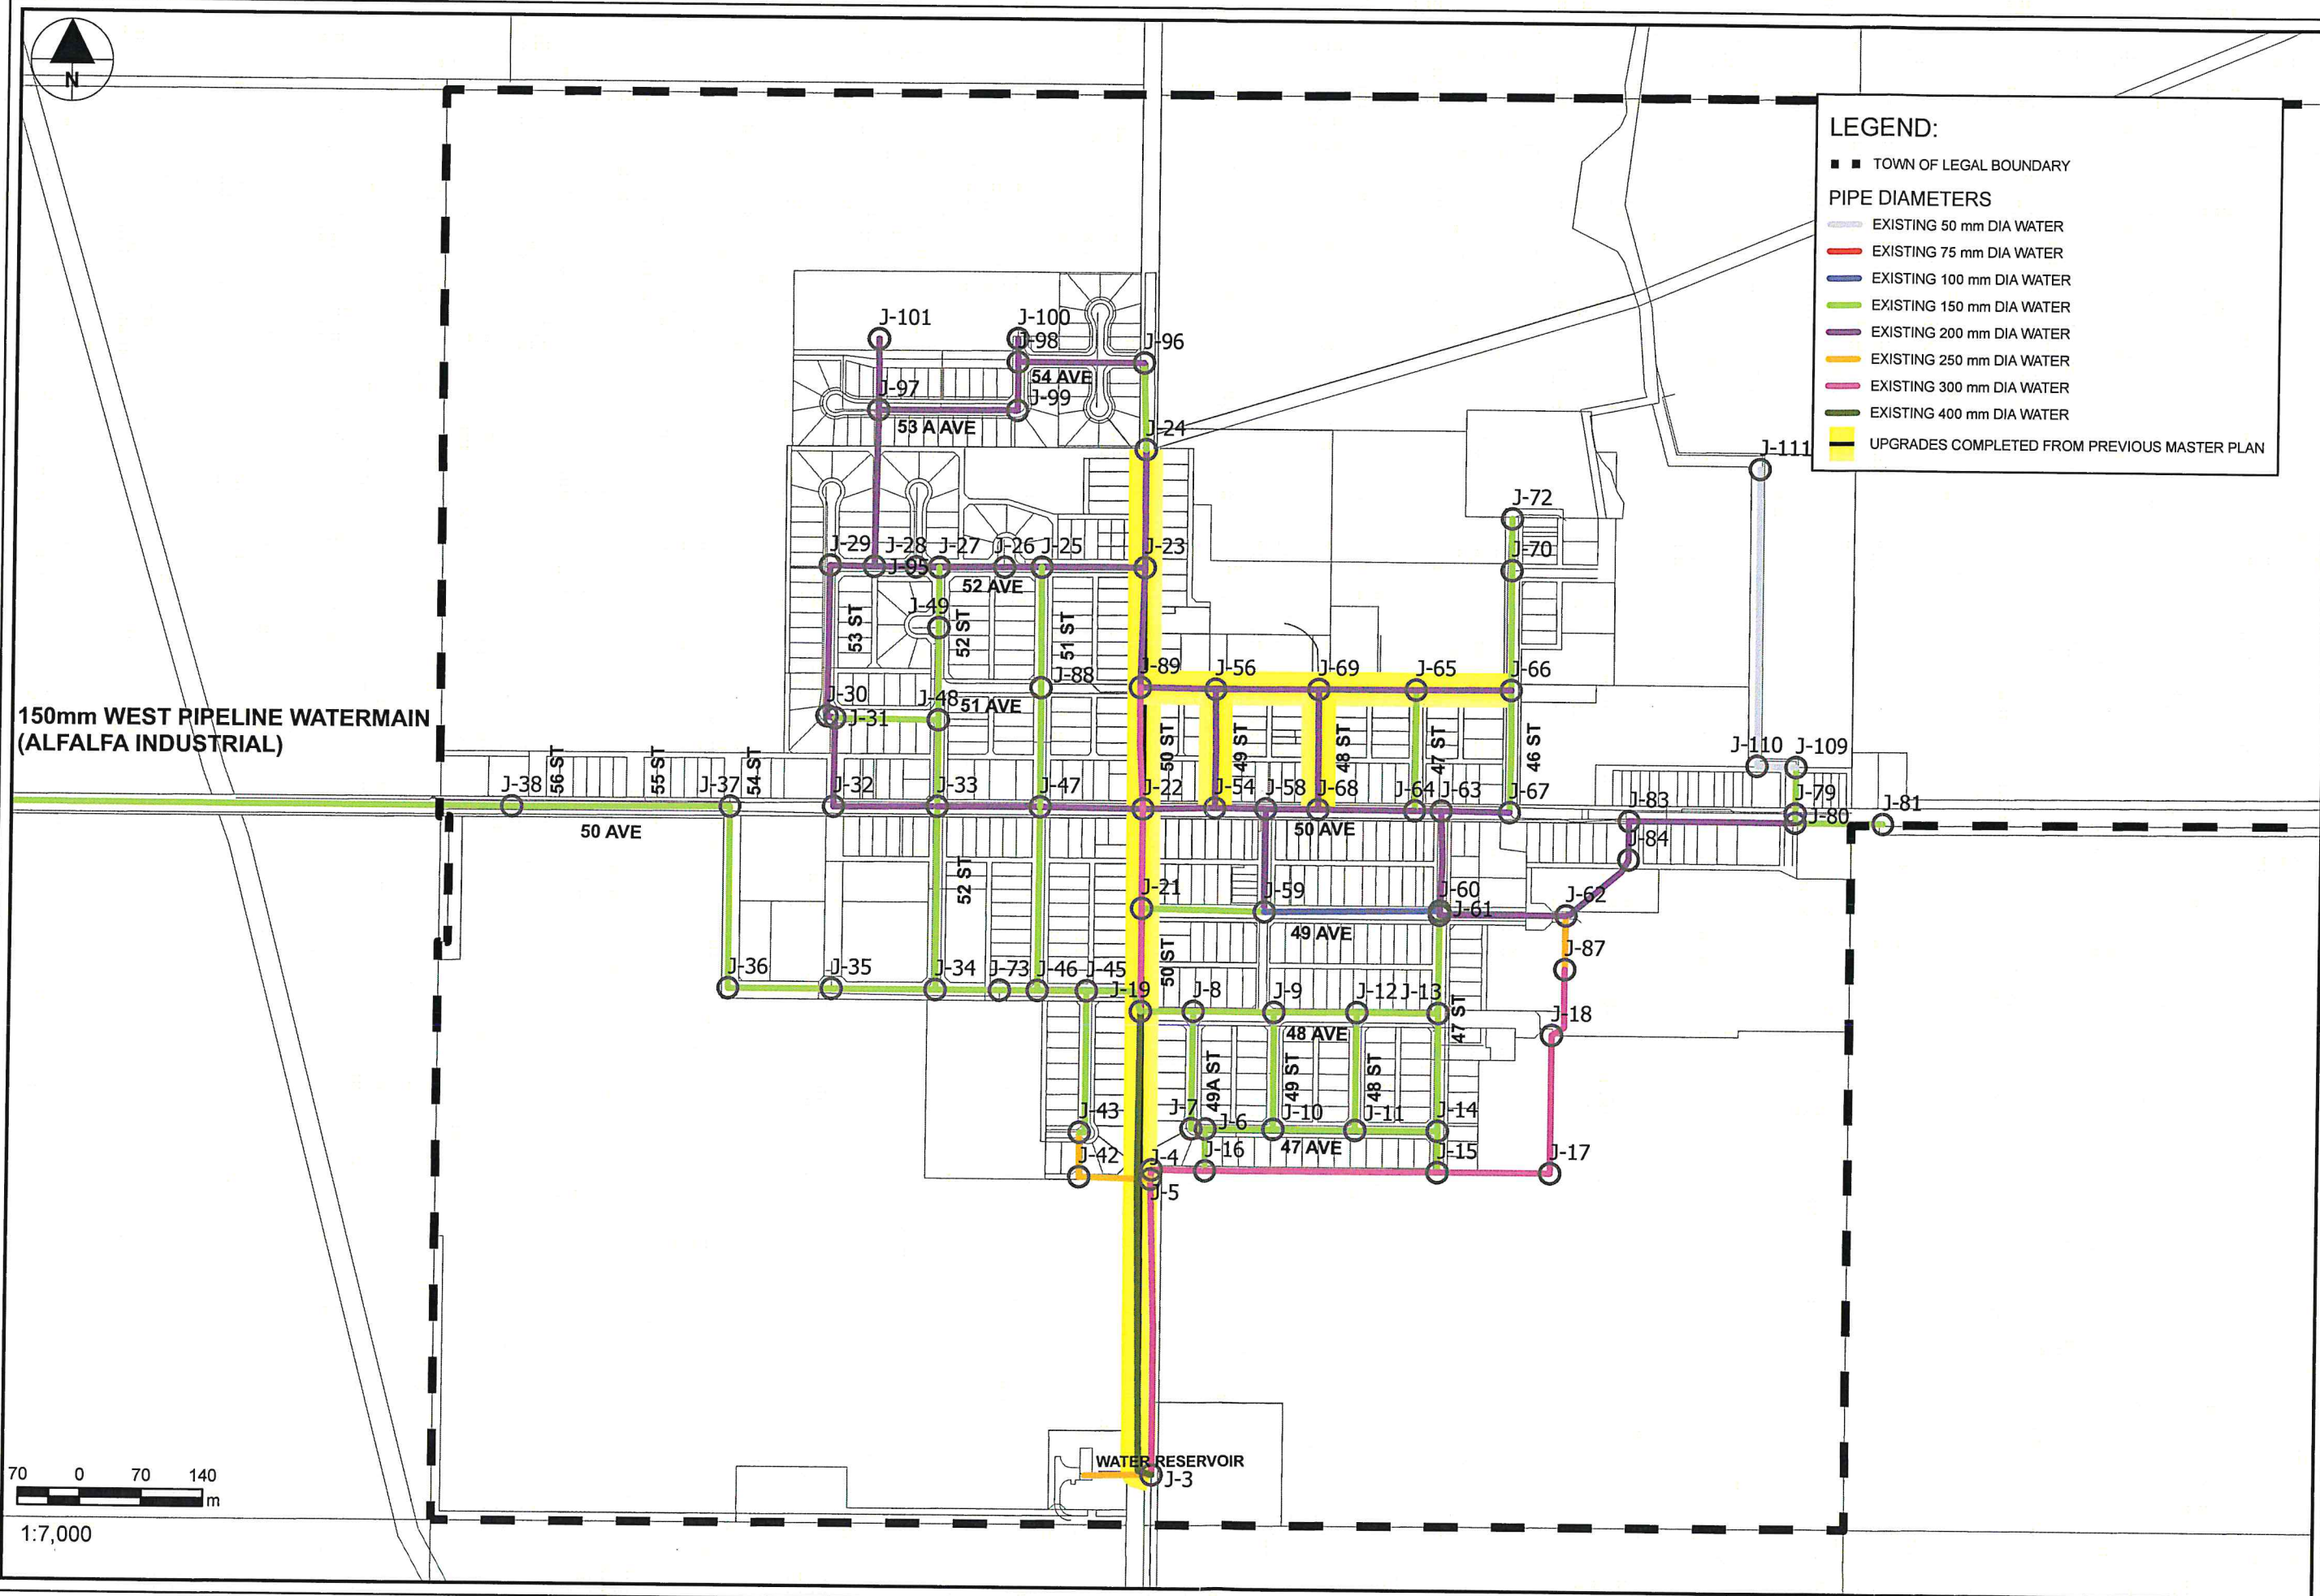 N
LEGEND:
TOWN OF LEGAL BOUNDARY
PIPE DIAMETERS
EXISTING 50 mm DIA WATER
EXISTING 75 mm DIA WATER
EXISTING 100 mm DIA WATER
EXISTING 150 mm DIA WATER
EXISTING 200 mm DIA WATER
EXISTING 250 mm DIA WATER
EXISTING 300 mm DIA WATER
EXISTING 400 mm DIA WATER
UPGRADES COMPLETED FROM PREVIOUS MASTER PLAN
J-101
J-100
J-98
J-96
54 AVE
J-97
J-99
53 A AVE
J-24
J-111
J-72
J-29
J-28
J-27
J-26
J-25
J-23
J-70
J-95
52 AVE
J-49
53 ST
52 ST
51 ST
J-88
J-89
J-56
J-69
J-65
J-66
J-30
J-31
J-48
51 AVE
150mm WEST PIPELINE WATERMAIN
(ALFALFA INDUSTRIAL)
50 ST
49 ST
48 ST
47 ST
46 ST
J-110
J-109
56 ST
55 ST
54 ST
J-38
J-37
J-32
J-33
J-47
J-22
J-54
J-58
J-68
J-64
J-63
J-67
J-83
J-79
J-81
J-80
50 AVE
50 AVE
J-84
52 ST
J-21
J-59
J-60
J-61
J-62
49 AVE
50 ST
J-87
J-36
J-35
J-34
J-73
J-46
J-45
J-19
J-8
J-9
J-12
J-13
47 ST
J-18
48 AVE
49A ST
49 ST
48 ST
J-43
J-7
J-6
J-10
J-11
J-14
47 AVE
J-42
J-4
J-16
J-15
J-17
J-5
WATER RESERVOIR
J-3
70 0 70 140
m
1:7,000